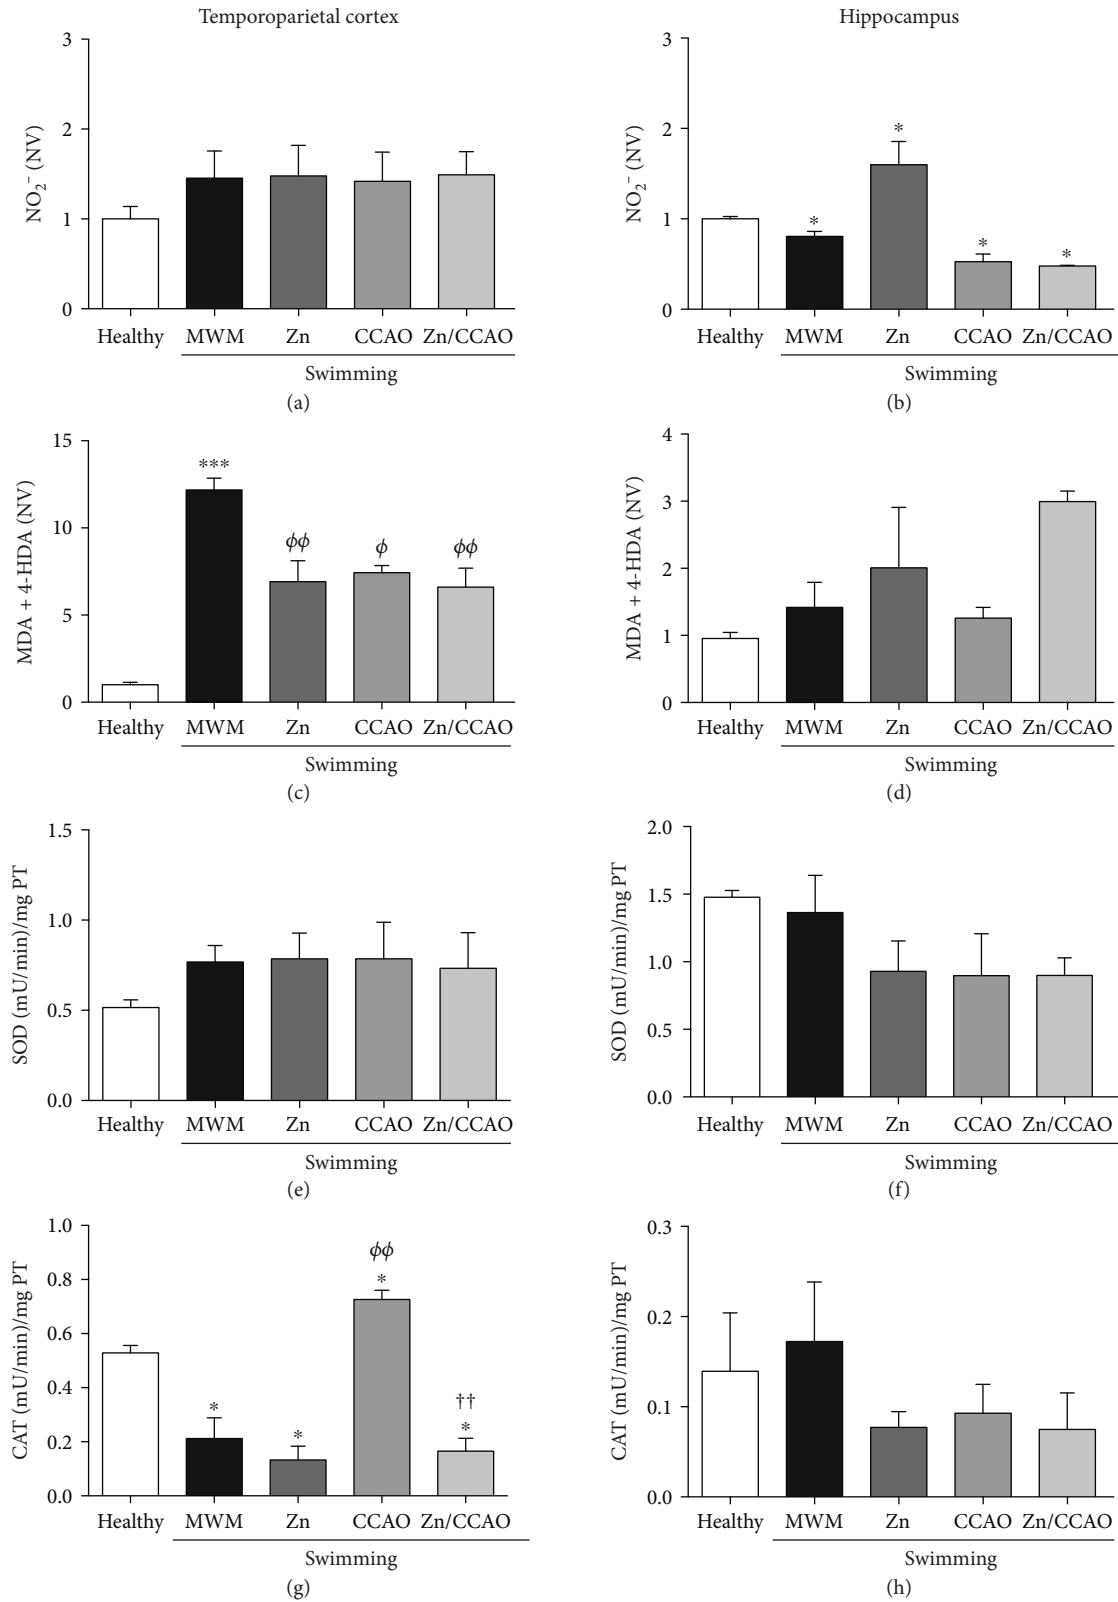 Temporoparietal cortex
Hippocampus
NO₂⁻ (NV)
3
2
1
0
Healthy MWM Zn CCAO Zn/CCAO
Swimming
(a)
NO₂⁻ (NV)
3
2
1
0
*
*
*
*
Healthy MWM Zn CCAO Zn/CCAO
Swimming
(b)
MDA + 4-HDA (NV)
15
10
5
0
***
ϕϕ
ϕ
ϕϕ
Healthy MWM Zn CCAO Zn/CCAO
Swimming
(c)
MDA + 4-HDA (NV)
4
3
2
1
0
Healthy MWM Zn CCAO Zn/CCAO
Swimming
(d)
SOD (mU/min)/mg PT
1.5
1.0
0.5
0.0
Healthy MWM Zn CCAO Zn/CCAO
Swimming
(e)
SOD (mU/min)/mg PT
2.0
1.5
1.0
0.5
0.0
Healthy MWM Zn CCAO Zn/CCAO
Swimming
(f)
CAT (mU/min)/mg PT
1.0
0.8
0.6
0.4
0.2
0.0
*
*
ϕϕ
*
††
*
Healthy MWM Zn CCAO Zn/CCAO
Swimming
(g)
CAT (mU/min)/mg PT
0.3
0.2
0.1
0.0
Healthy MWM Zn CCAO Zn/CCAO
Swimming
(h)